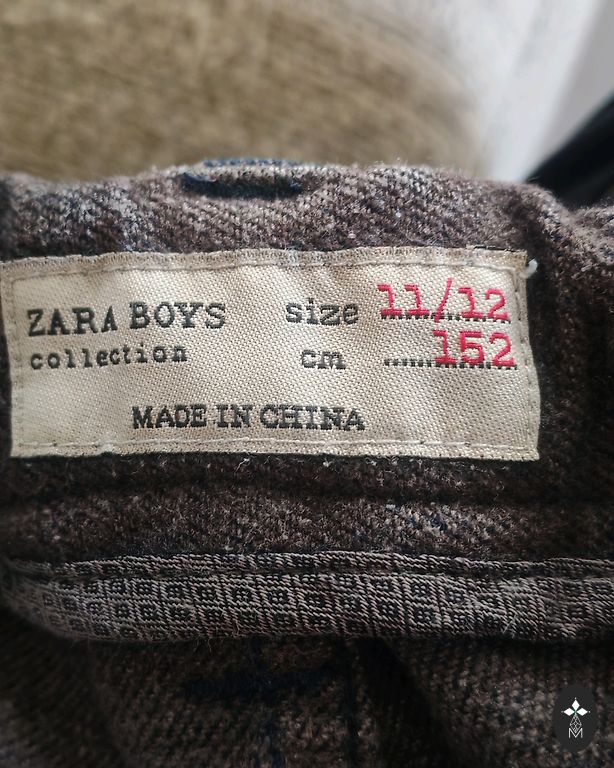 ZARA BOYS size 11/12
collection cm 152
MADE IN CHINA
M